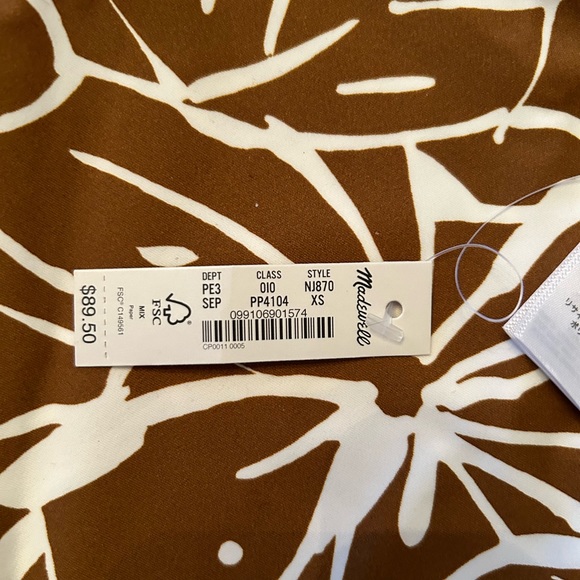 $89.50
FSC® C149561
MIX
Paper
FSC
DEPT CLASS STYLE
PE3 010 NJ870
SEP PP4104 XS
099106901574
CP0011 0005
Madewell